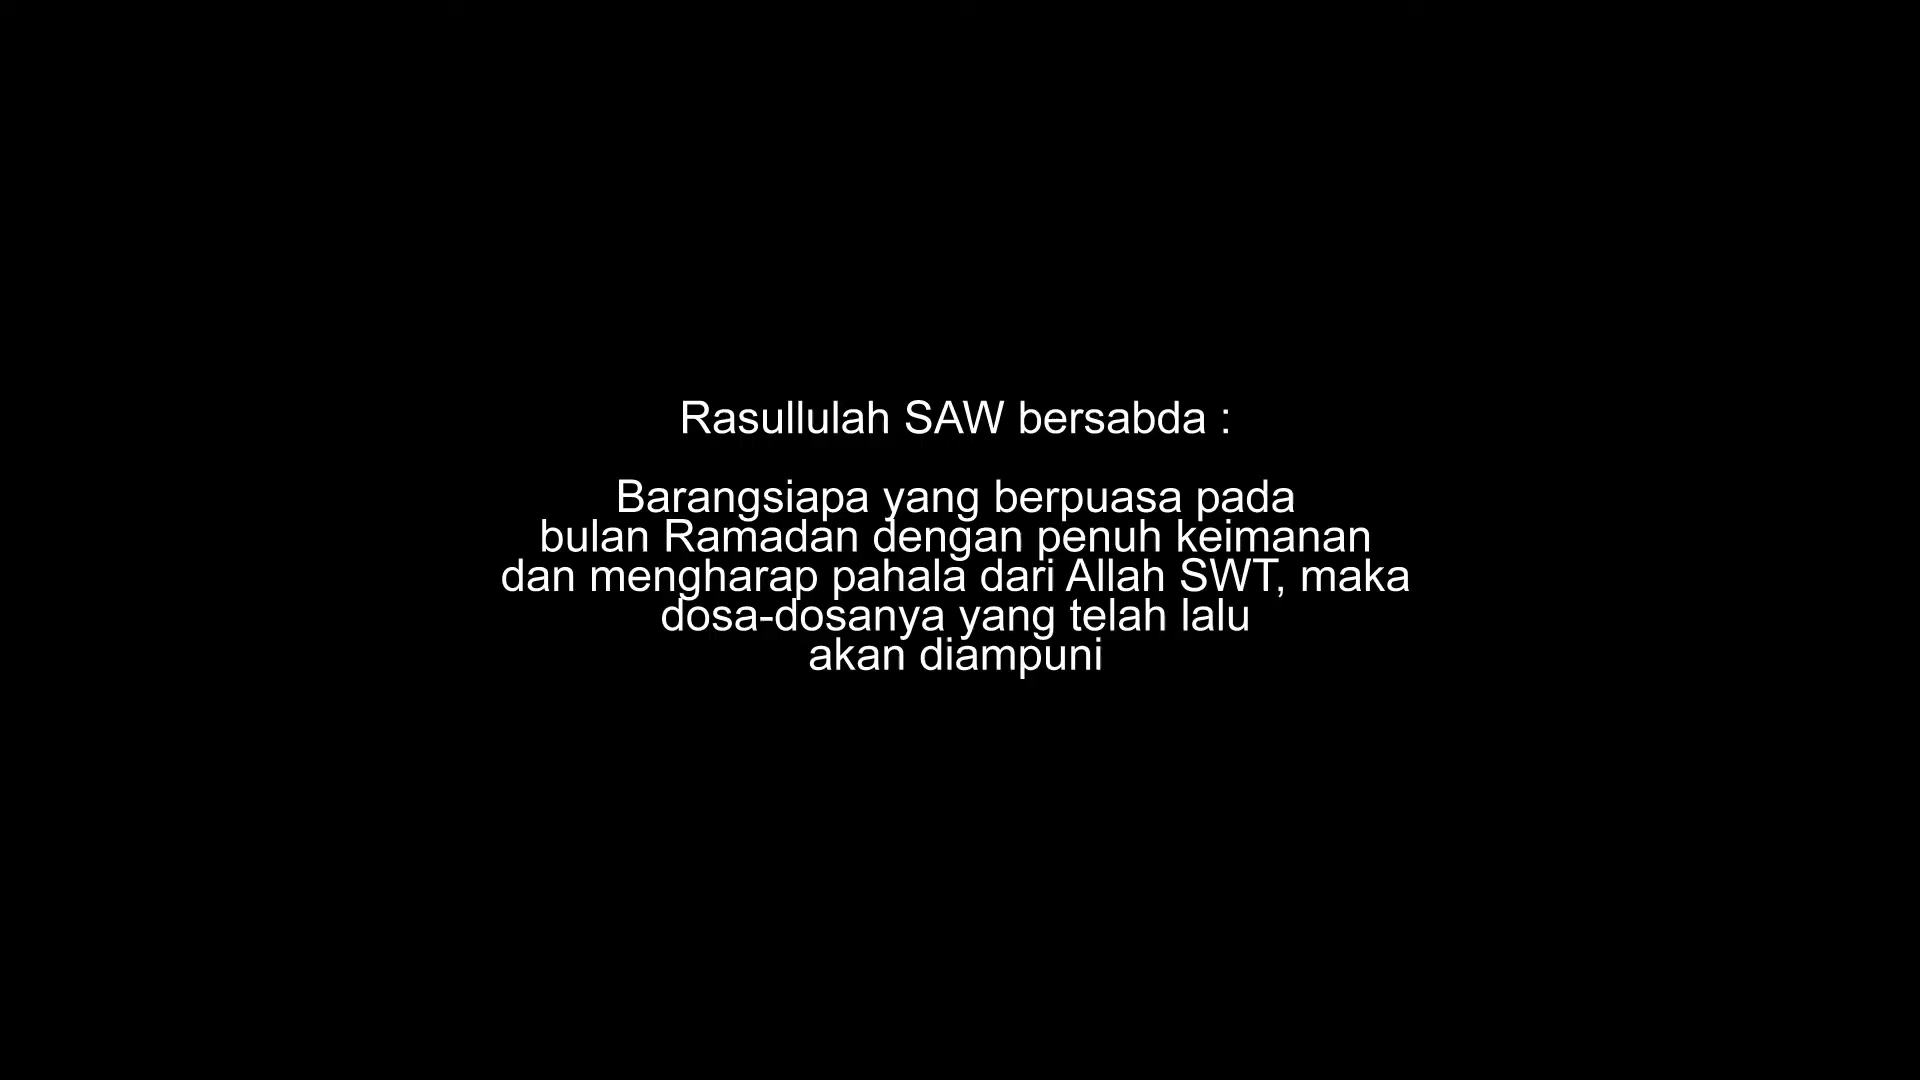 Rasullulah SAW bersabda :
Barangsiapa yang berpuasa pada
bulan Ramadan dengan penuh keimanan
dan mengharap pahala dari Allah SWT, maka
dosa-dosanya yang telah lalu
akan diampuni